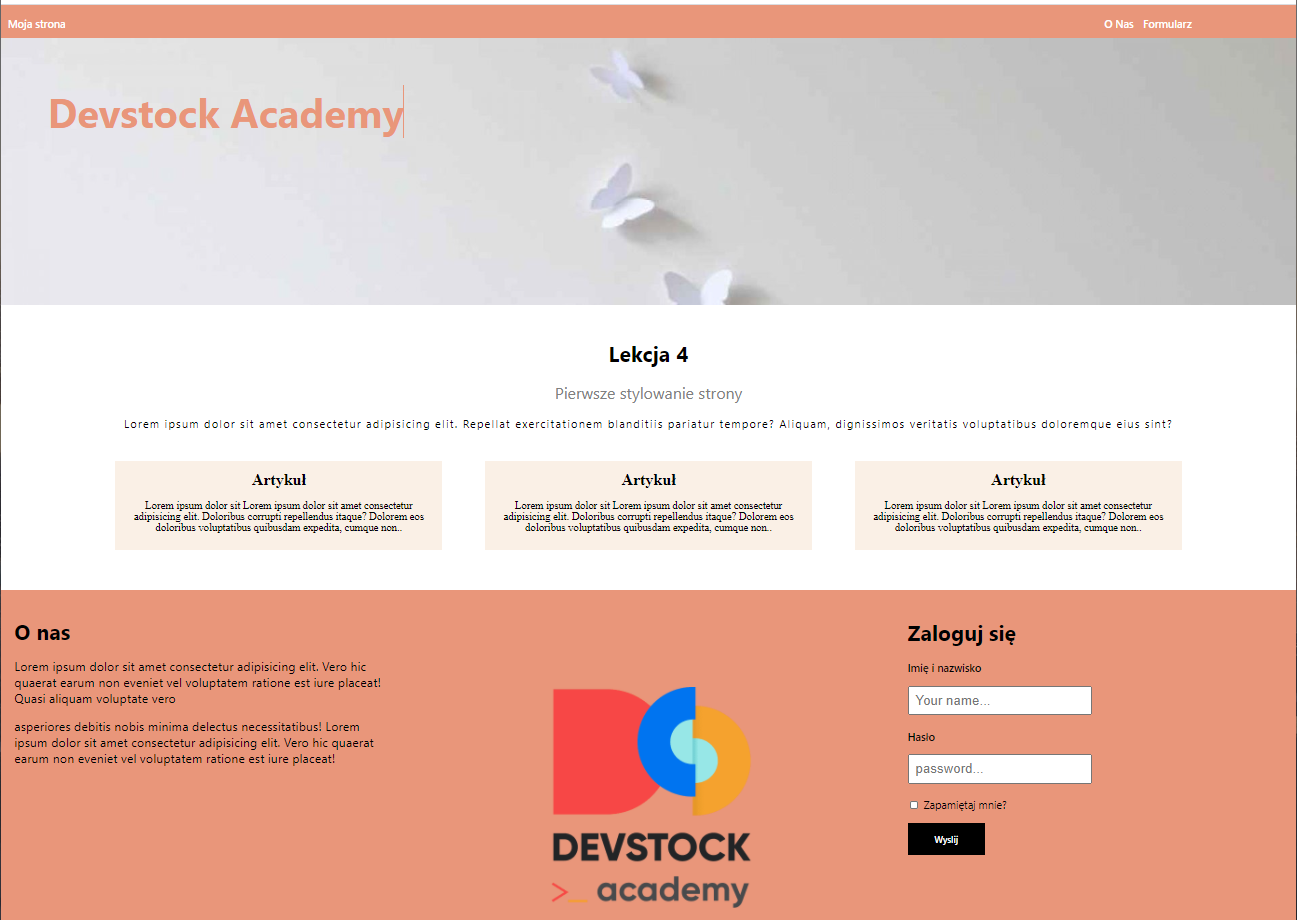 Moja strona
O Nas Formularz
Devstock Academy
Lekcja 4
Pierwsze stylowanie strony
Lorem ipsum dolor sit amet consectetur adipisicing elit. Repellat exercitationem blanditiis pariatur tempore? Aliquam, dignissimos veritatis voluptatibus doloremque eius sint?
Artykuł
Lorem ipsum dolor sit Lorem ipsum dolor sit amet consectetur
adipisicing elit. Doloribus corrupti repellendus itaque? Dolorem eos
doloribus voluptatibus quibusdam expedita, cumque non..
Artykuł
Lorem ipsum dolor sit Lorem ipsum dolor sit amet consectetur
adipisicing elit. Doloribus corrupti repellendus itaque? Dolorem eos
doloribus voluptatibus quibusdam expedita, cumque non..
Artykuł
Lorem ipsum dolor sit Lorem ipsum dolor sit amet consectetur
adipisicing elit. Doloribus corrupti repellendus itaque? Dolorem eos
doloribus voluptatibus quibusdam expedita, cumque non..
O nas
Lorem ipsum dolor sit amet consectetur adipisicing elit. Vero hic
quaerat earum non eveniet vel voluptatem ratione est iure placeat!
Quasi aliquam voluptate vero
asperiores debitis nobis minima delectus necessitatibus! Lorem
ipsum dolor sit amet consectetur adipisicing elit. Vero hic quaerat
earum non eveniet vel voluptatem ratione est iure placeat!
DEVSTOCK
>_ academy
Zaloguj się
Imię i nazwisko
Your name...
Hasło
password...
Zapamiętaj mnie?
Wyslij